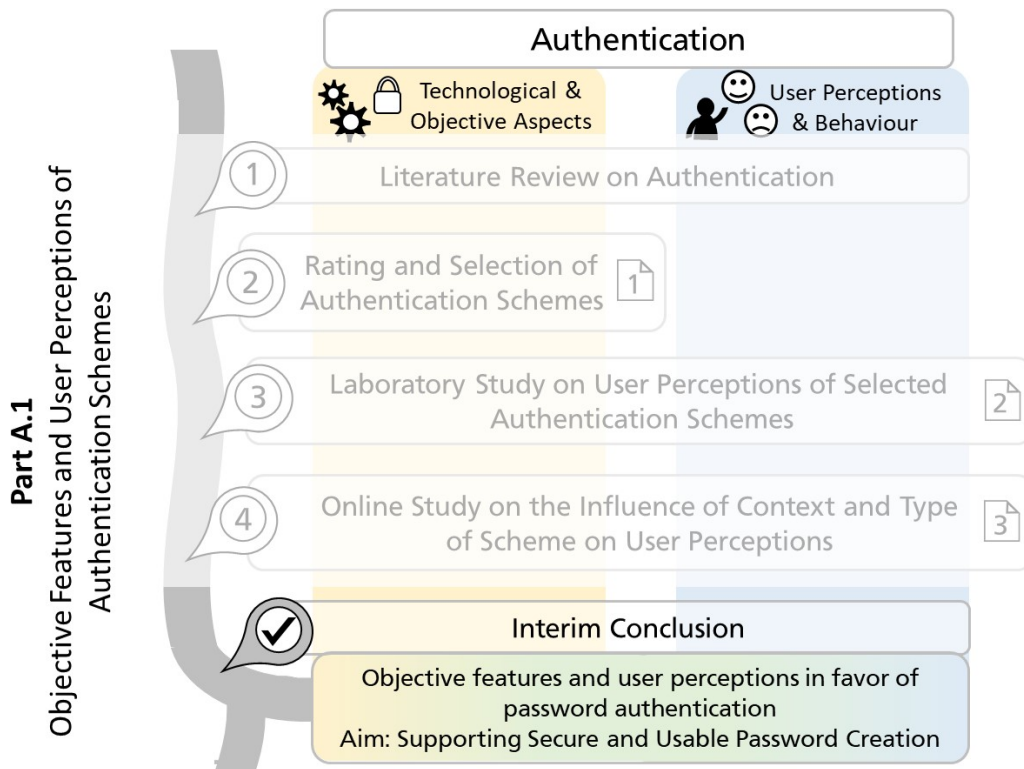 Part A.1
Objective Features and User Perceptions of
Authentication Schemes
Authentication
Technological &
Objective Aspects
User Perceptions
& Behaviour
1
Literature Review on Authentication
2
Rating and Selection of
Authentication Schemes
1
3
Laboratory Study on User Perceptions of Selected
Authentication Schemes
2
4
Online Study on the Influence of Context and Type
of Scheme on User Perceptions
3
Interim Conclusion
Objective features and user perceptions in favor of
password authentication
Aim: Supporting Secure and Usable Password Creation